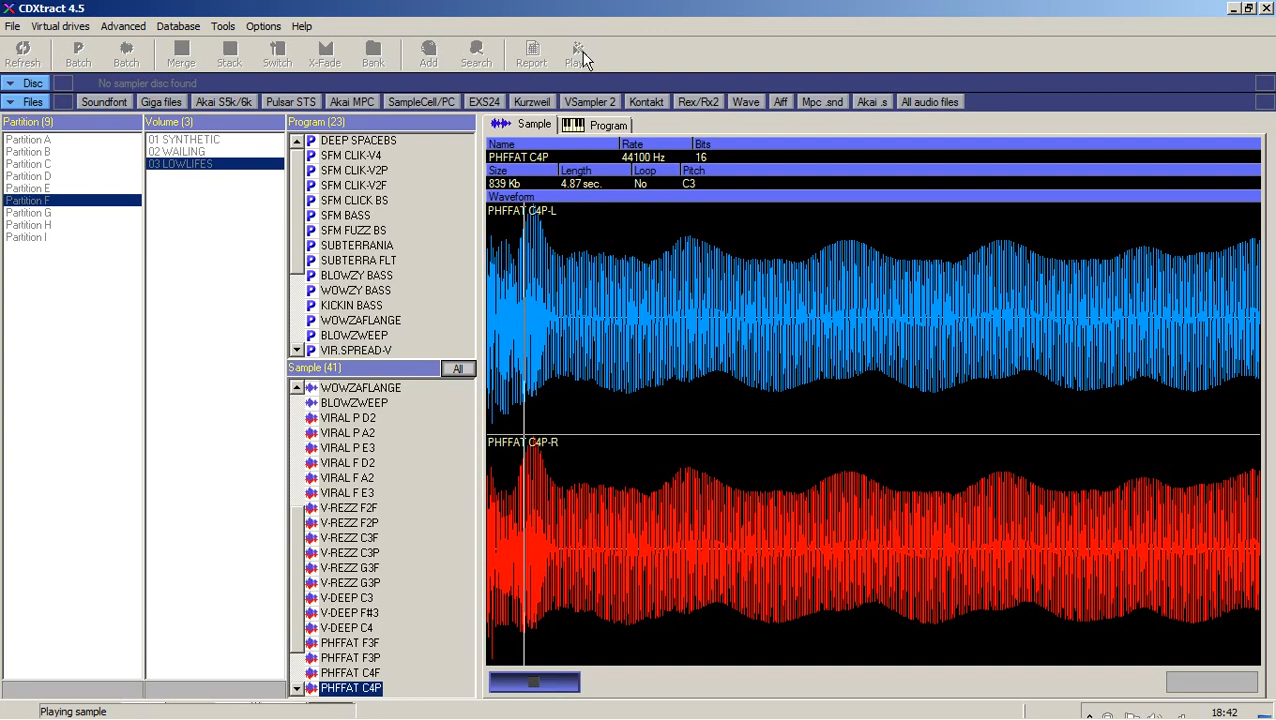 CDXtract 4.5
File Virtual drives Advanced Database Tools Options Help
Refresh Batch Batch Merge Stack Switch X-Fade Bank Add Search Report
Disc No sampler disc found
Files Soundfont Giga files Akai S5k/6k Pulsar STS Akai MPC SampleCell/PC EXS24 Kurzweil VSampler 2 Kontakt Rex/Rx2 Wave Aiff Mpc .snd Akai .s All audio files
Partition (9)
Partition A
Partition B
Partition C
Partition D
Partition E
Partition F
Partition G
Partition H
Partition I
Volume (3)
01 SYNTHETIC
02 WAILING
03 LOWLIFES
Program (23)
DEEP SPACEBS
SFM CLIK-V4
SFM CLIK-V2P
SFM CLIK-V2F
SFM CLICK BS
SFM BASS
SFM FUZZ BS
SUBTERRANIA
SUBTERRA FLT
BLOWZY BASS
WOWZY BASS
KICKIN BASS
WOWZAFLANGE
BLOWZWEEP
VIR.SPREAD-V
Sample (41) All
WOWZAFLANGE
BLOWZWEEP
VIRAL P D2
VIRAL P A2
VIRAL P E3
VIRAL F D2
VIRAL F A2
VIRAL F E3
V-REZZ F2F
V-REZZ F2P
V-REZZ C3F
V-REZZ C3P
V-REZZ G3F
V-REZZ G3P
V-DEEP C3
V-DEEP F#3
V-DEEP C4
PHFFAT F3F
PHFFAT F3P
PHFFAT C4F
PHFFAT C4P
Sample Program
Name Rate Bits
PHFFAT C4P 44100 Hz 16
Size Length Loop Pitch
839 Kb 4.87 sec. No C3
Waveform
PHFFAT C4P-L
PHFFAT C4P-R
Playing sample
18:42